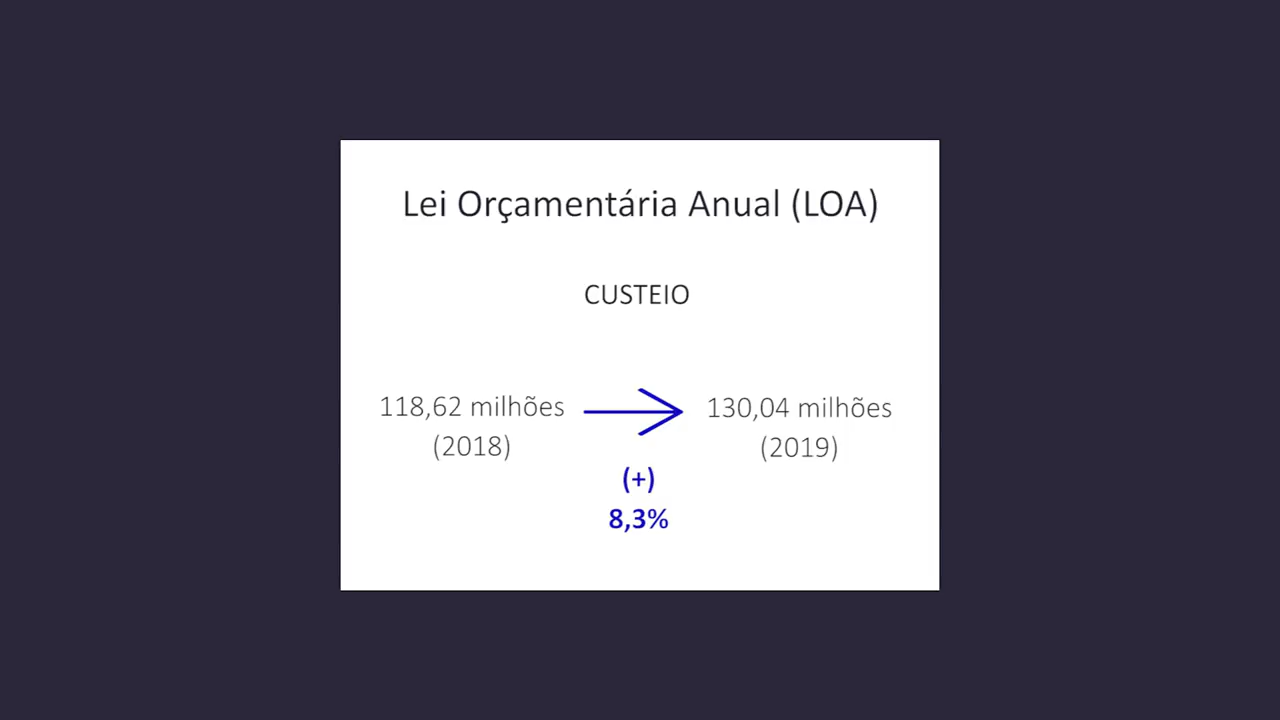 Lei Orçamentária Anual (LOA)
CUSTEIO
118,62 milhões
(2018)
130,04 milhões
(2019)
(+)
8,3%